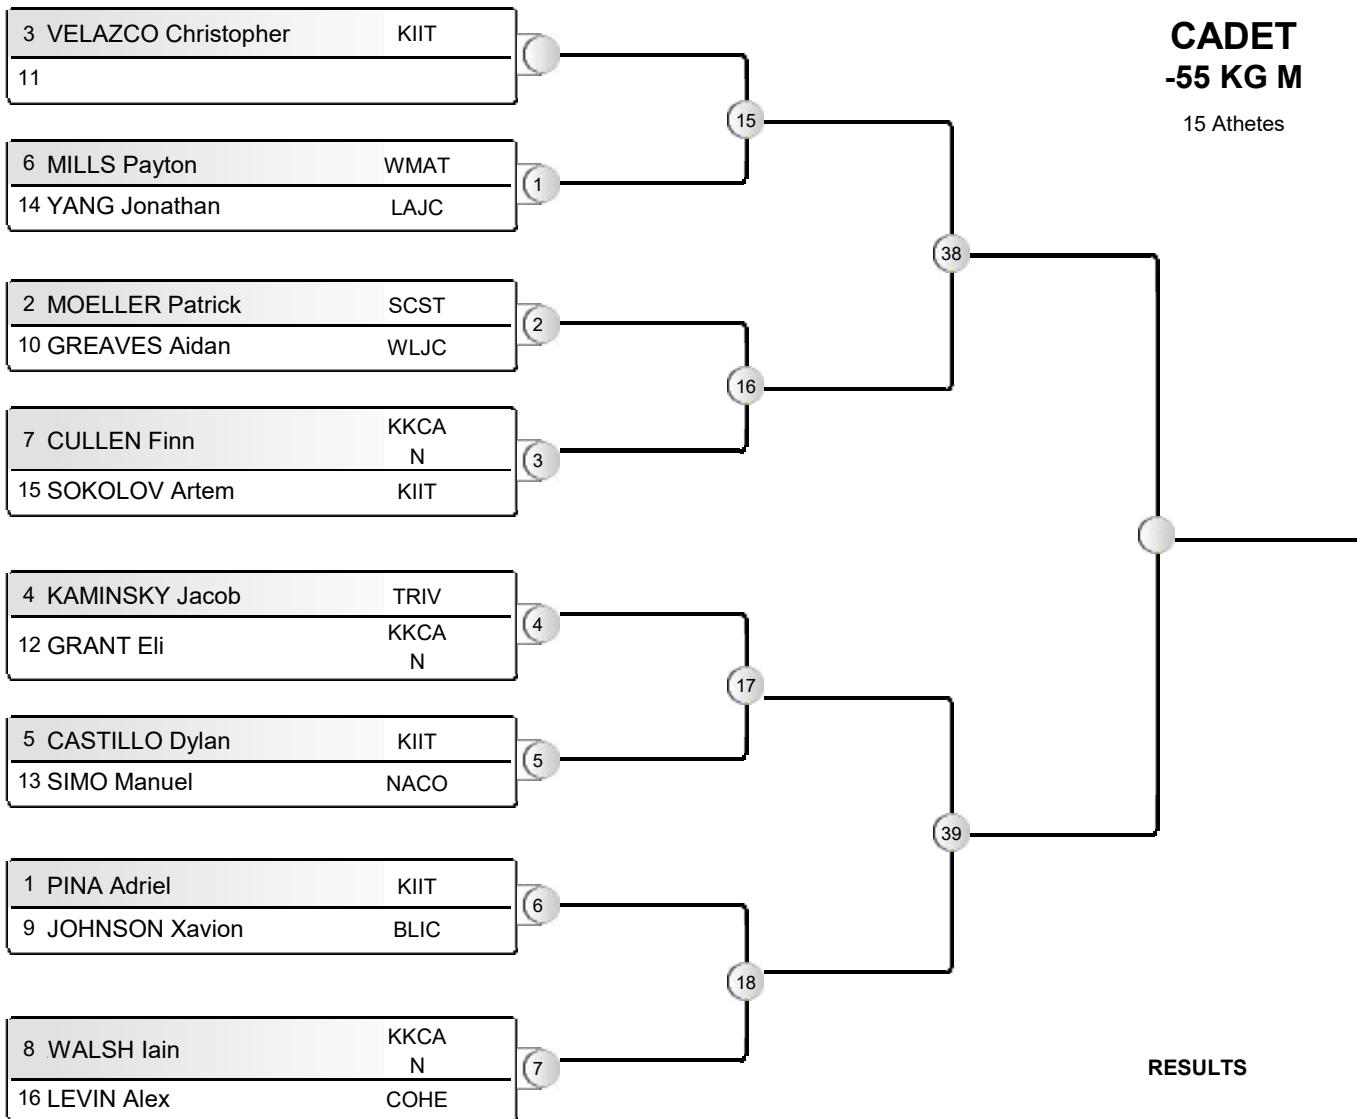 CADET
-55 KG M
15 Athetes
3 VELAZCO Christopher KIIT
11
15
6 MILLS Payton WMAT
1
14 YANG Jonathan LAJC
38
2 MOELLER Patrick SCST
2
10 GREAVES Aidan WLJC
16
7 CULLEN Finn KKCA
N
3
15 SOKOLOV Artem KIIT
4 KAMINSKY Jacob TRIV
4
12 GRANT Eli KKCA
N
17
5 CASTILLO Dylan KIIT
5
13 SIMO Manuel NACO
39
1 PINA Adriel KIIT
6
9 JOHNSON Xavion BLIC
18
8 WALSH Iain KKCA
N
7
16 LEVIN Alex COHE
RESULTS